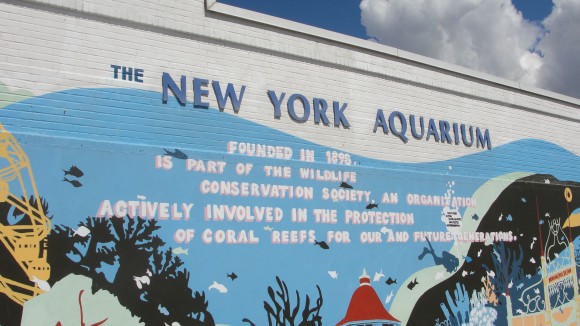 THE NEW YORK AQUARIUM
FOUNDED IN 1896,
IS PART OF THE WILDLIFE
CONSERVATION SOCIETY, AN ORGANIZATION
ACTIVELY INVOLVED IN THE PROTECTION
OF CORAL REEFS FOR OUR AND FUTURE GENERATIONS.